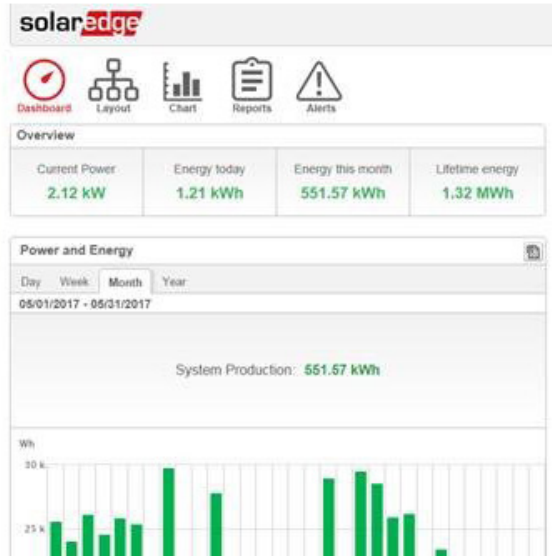 solaredge
Dashboard Layout Chart Reports Alerts
Overview
Current Power Energy today Energy this month Lifetime energy
2.12 kW 1.21 kWh 551.57 kWh 1.32 MWh
Power and Energy
Day Week Month Year
05/01/2017 - 05/31/2017
System Production: 551.57 kWh
Wh
30 k
25 k